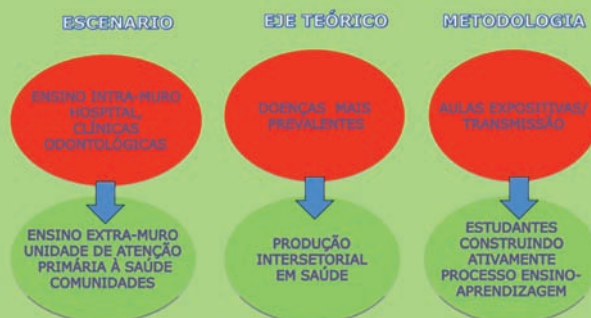 ESCENARIO
EJE TEÓRICO
METODOLOGIA
ENSINO INTRA-MURO
HOSPITAL,
CLÍNICAS
ODONTOLÓGICAS
DOENÇAS MAIS
PREVALENTES
AULAS EXPOSITIVAS/
TRANSMISSÃO
ENSINO EXTRA-MURO
UNIDADE DE ATENÇÃO
PRIMÁRIA À SAÚDE
COMUNIDADES
PRODUÇÃO
INTERSETORIAL
EM SAÚDE
ESTUDANTES
CONSTRUINDO
ATIVAMENTE
PROCESSO ENSINO-
APRENDIZAGEM